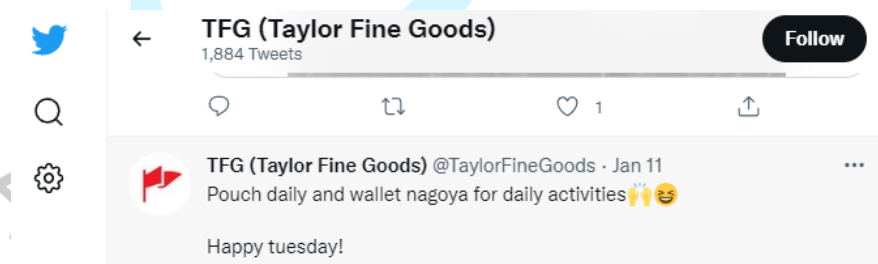 TFG (Taylor Fine Goods)
1,884 Tweets
Follow
1
TFG (Taylor Fine Goods) @TaylorFineGoods · Jan 11
Pouch daily and wallet nagoya for daily activities🙌😆
Happy tuesday!